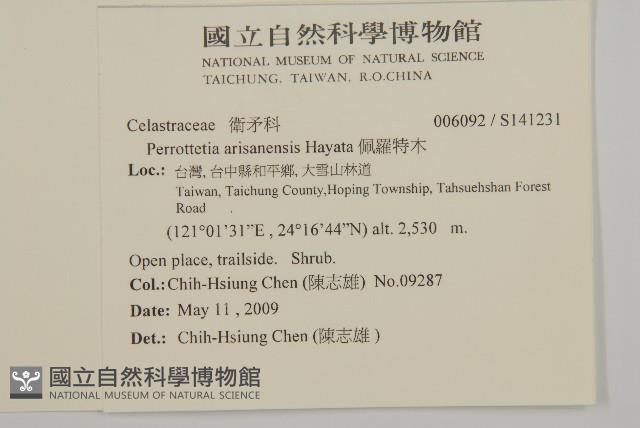 國立自然科學博物館
NATIONAL MUSEUM OF NATURAL SCIENCE
TAICHUNG, TAIWAN, R.O.CHINA
Celastraceae 衛矛科 006092 / S141231
Perrottetia arisanensis Hayata 佩羅特木
Loc.: 台灣, 台中縣和平鄉, 大雪山林道
Taiwan, Taichung County,Hoping Township, Tahsuehshan Forest
Road
(121°01'31"E , 24°16'44"N) alt. 2,530 m.
Open place, trailside. Shrub.
Col.: Chih-Hsiung Chen (陳志雄) No.09287
Date: May 11 , 2009
Det.: Chih-Hsiung Chen (陳志雄 )
國立自然科學博物館
NATIONAL MUSEUM OF NATURAL SCIENCE